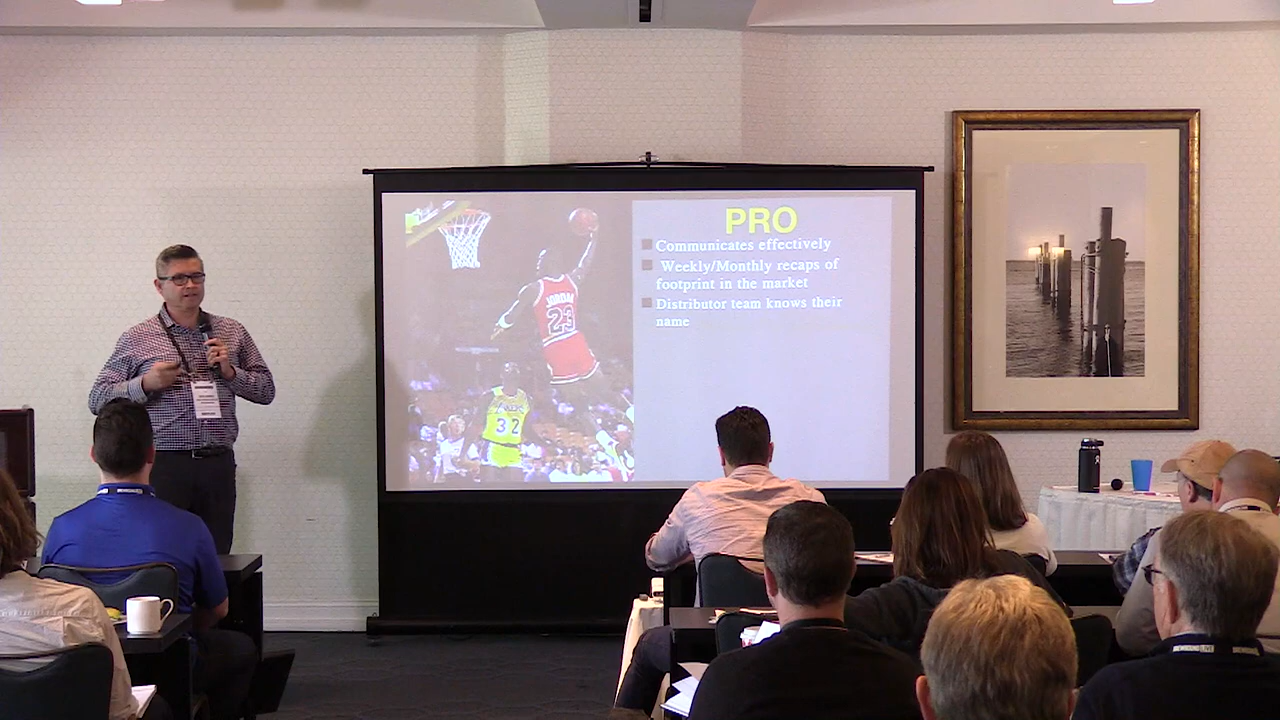 PRO
Communicates effectively
Weekly/Monthly recaps of
footprint in the market
Distributor team knows their
name
JORDAN
23
LAKERS
32